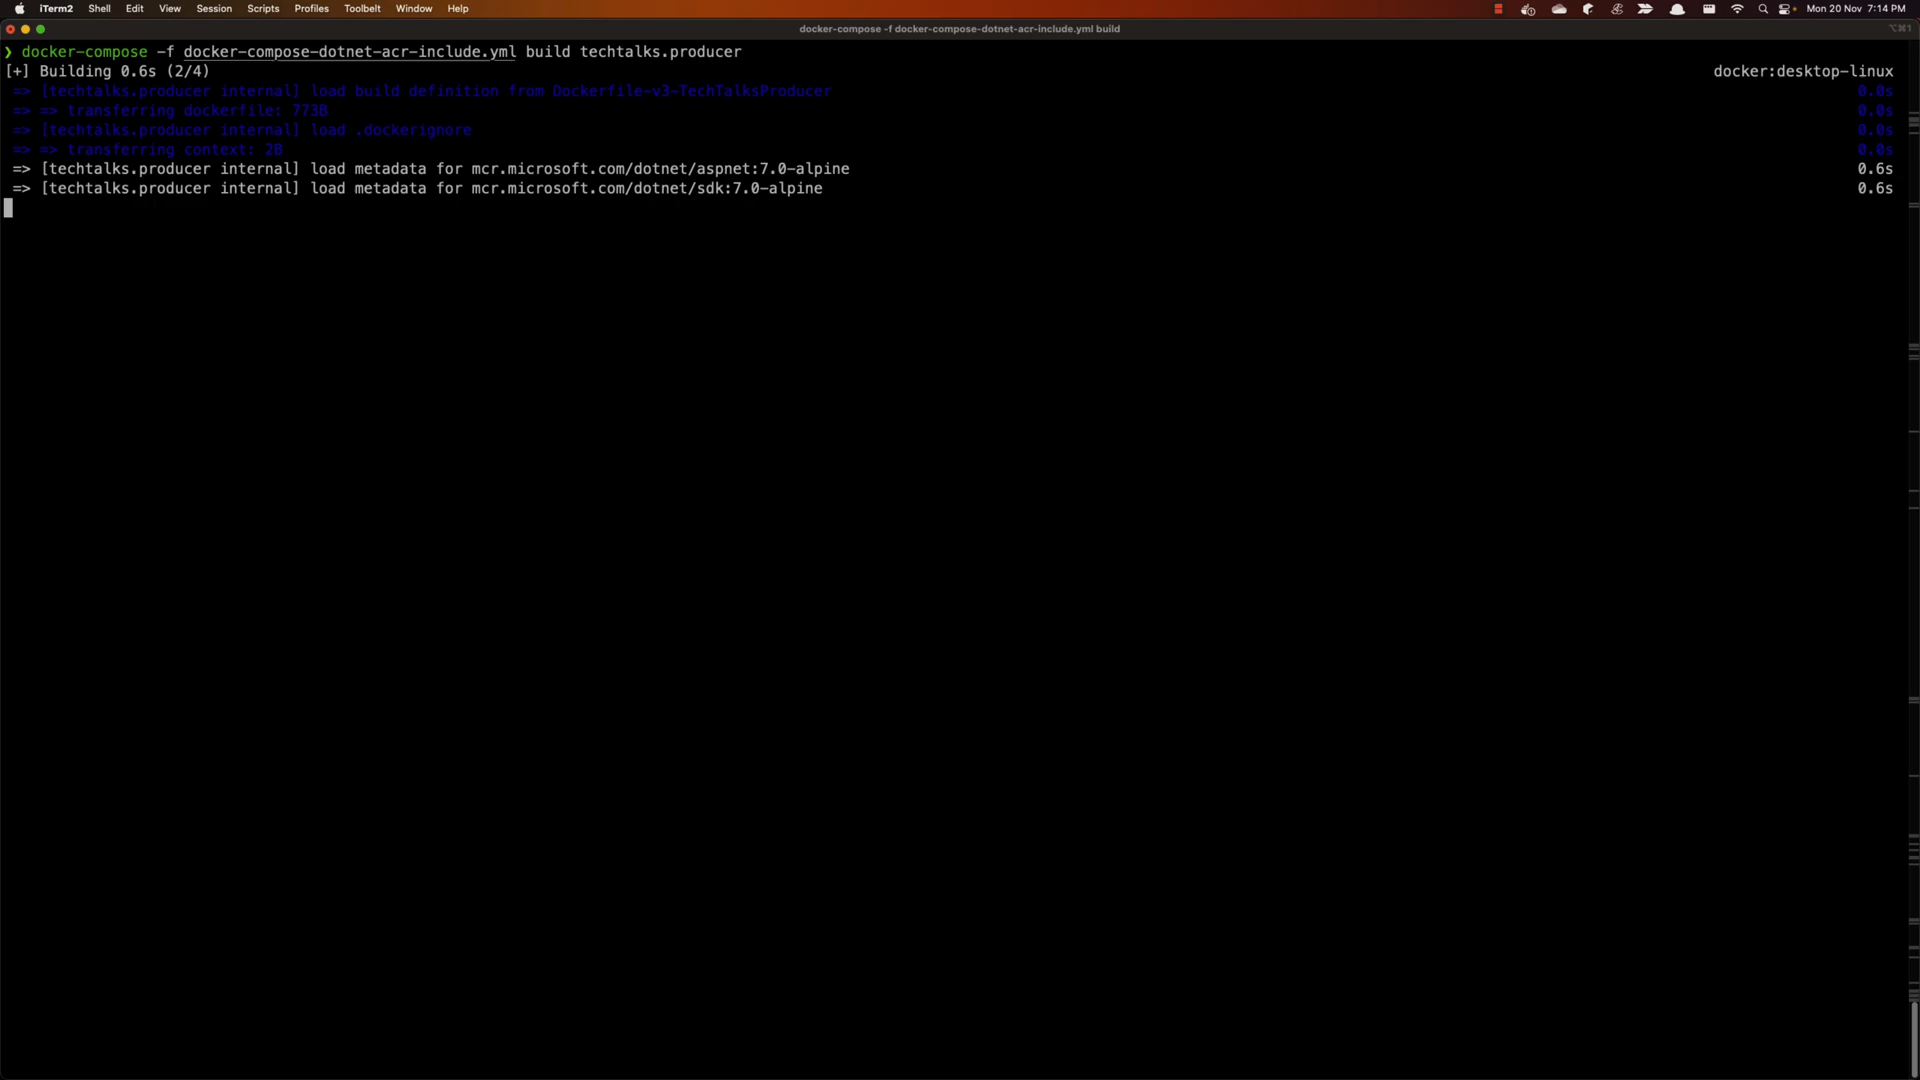 iTerm2 Shell Edit View Session Scripts Profiles Toolbelt Window Help Mon 20 Nov 7:14 PM
docker-compose -f docker-compose-dotnet-acr-include.yml build ⌥⌘1
❯ docker-compose -f docker-compose-dotnet-acr-include.yml build techtalks.producer
[+] Building 0.6s (2/4) docker:desktop-linux
=> [techtalks.producer internal] load build definition from Dockerfile-v3-TechTalksProducer 0.0s
=> => transferring dockerfile: 773B 0.0s
=> [techtalks.producer internal] load .dockerignore 0.0s
=> => transferring context: 2B 0.0s
=> [techtalks.producer internal] load metadata for mcr.microsoft.com/dotnet/aspnet:7.0-alpine 0.6s
=> [techtalks.producer internal] load metadata for mcr.microsoft.com/dotnet/sdk:7.0-alpine 0.6s